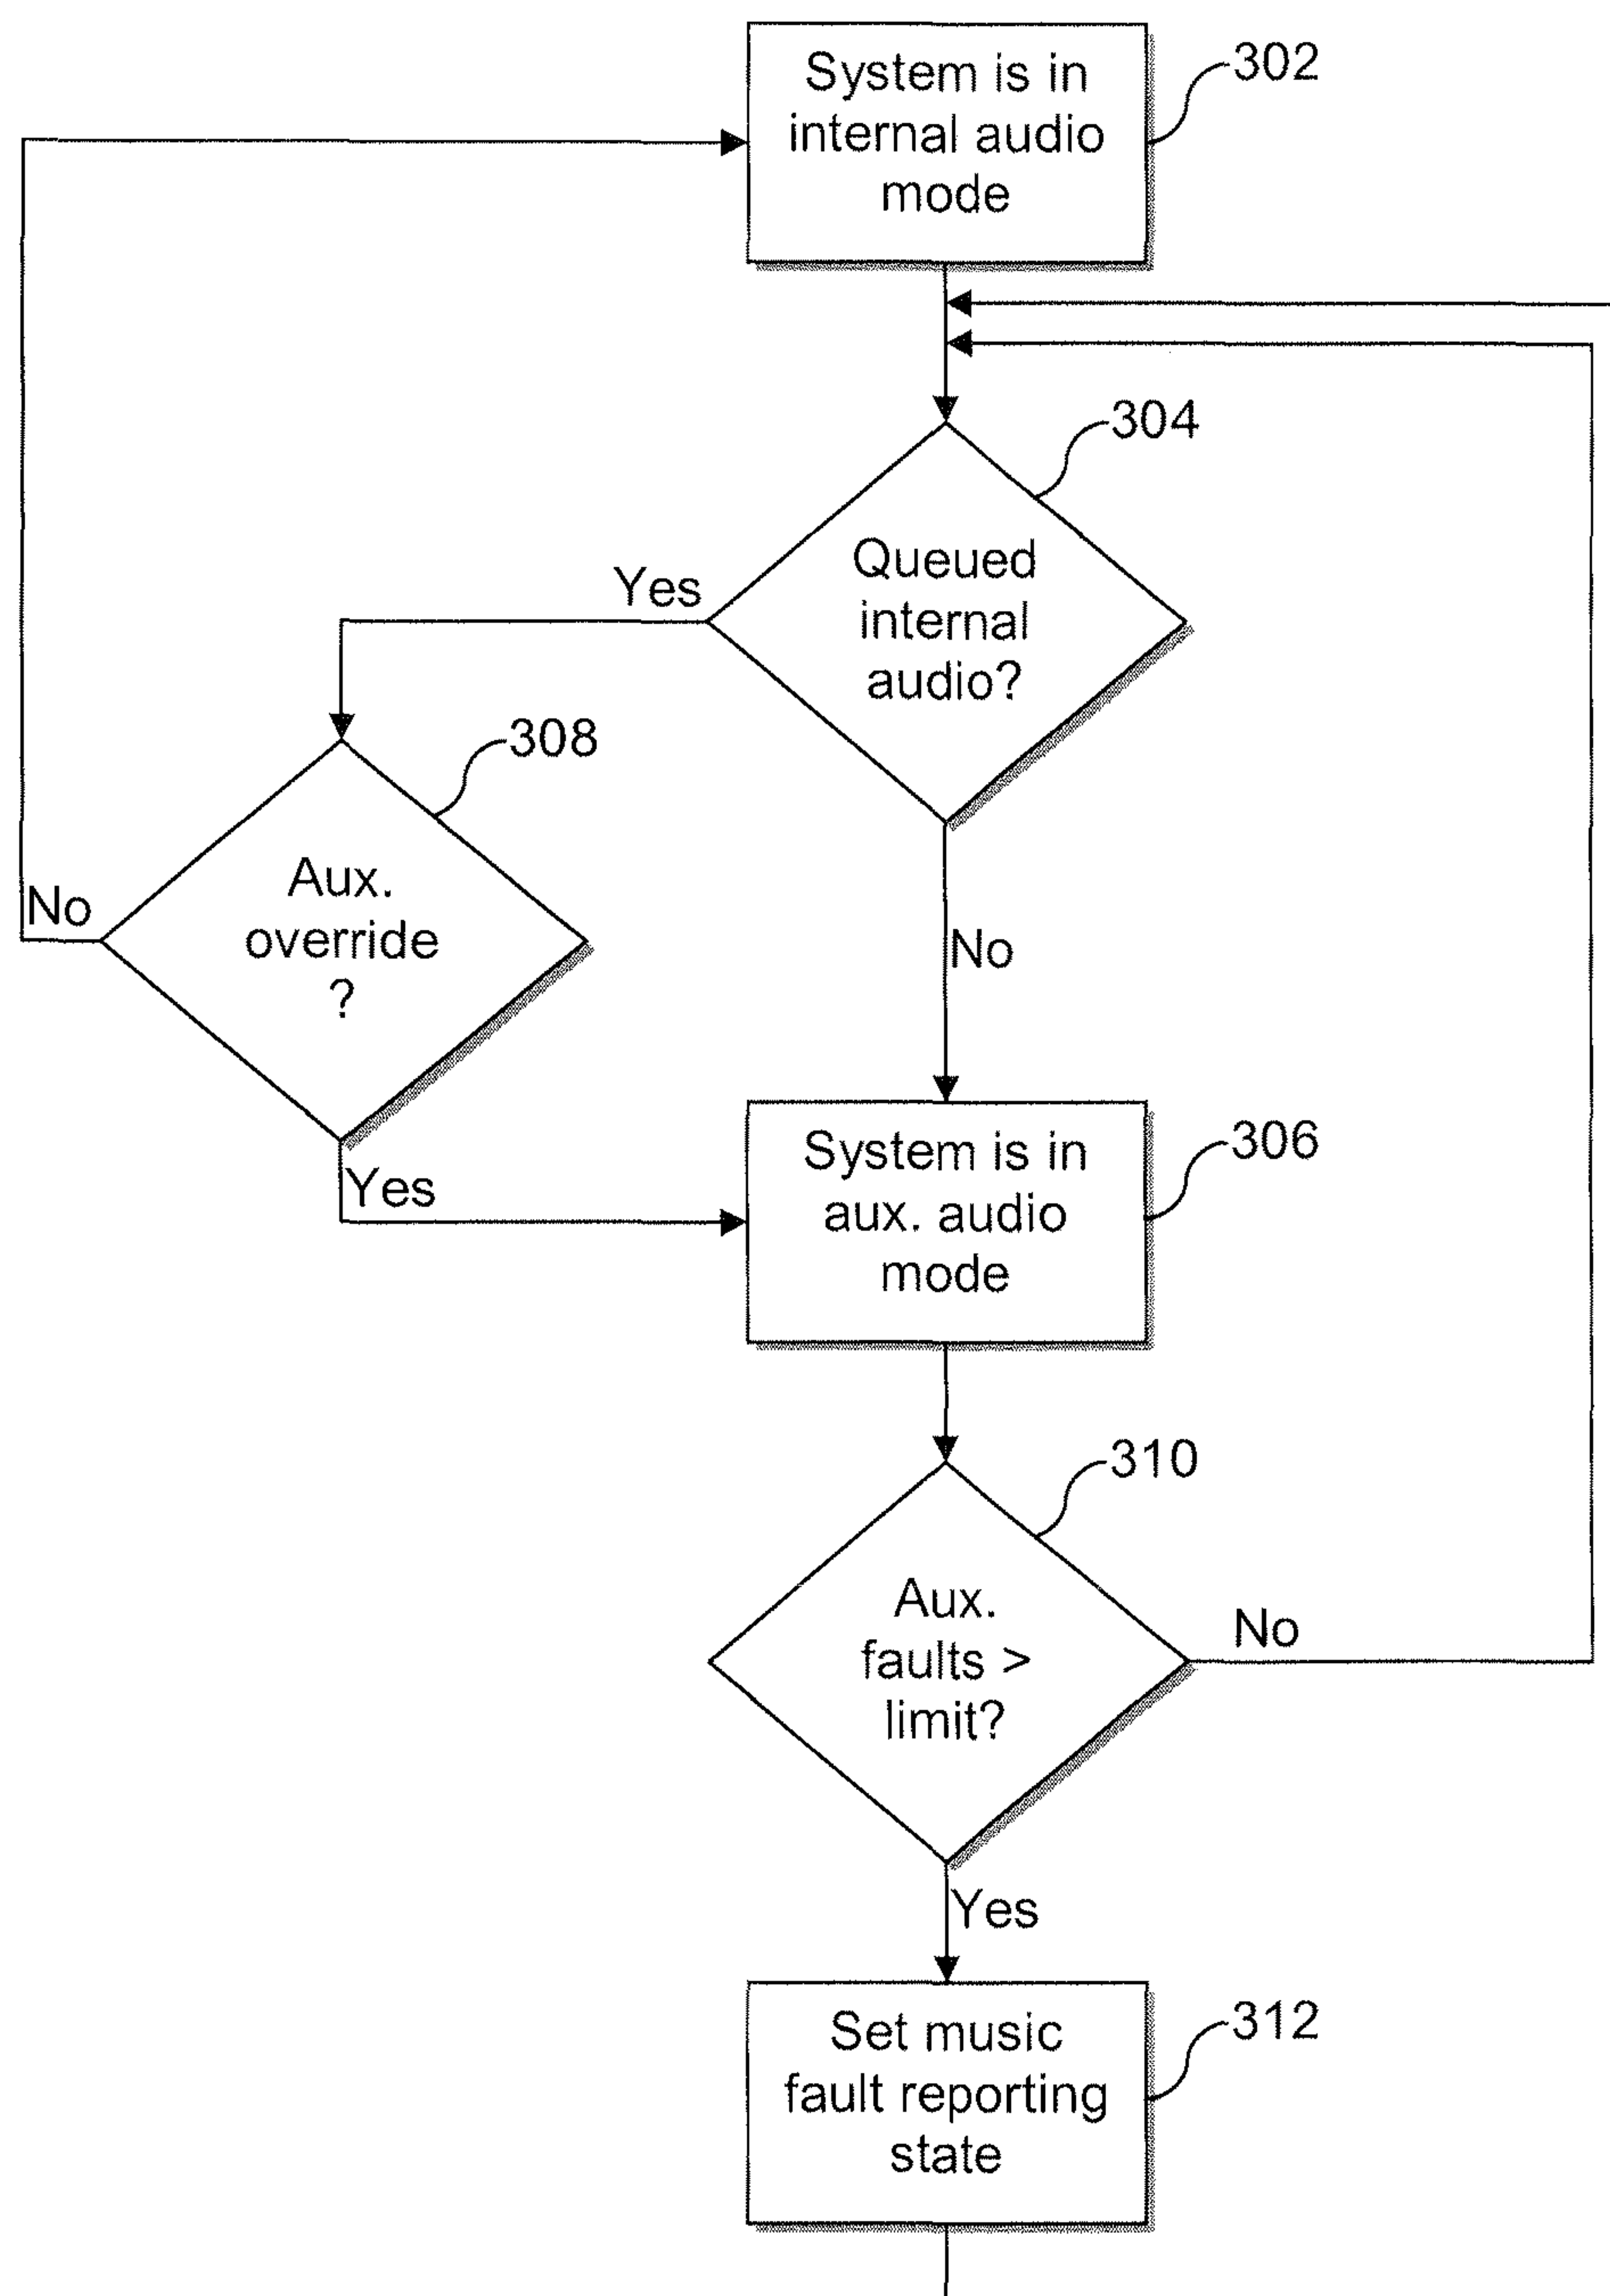 System is in
internal audio
mode
302
304
Queued
internal
audio?
Yes
308
Aux.
override
?
No
No
Yes
System is in
aux. audio
mode
306
310
Aux.
faults >
limit?
No
Yes
Set music
fault reporting
state
312